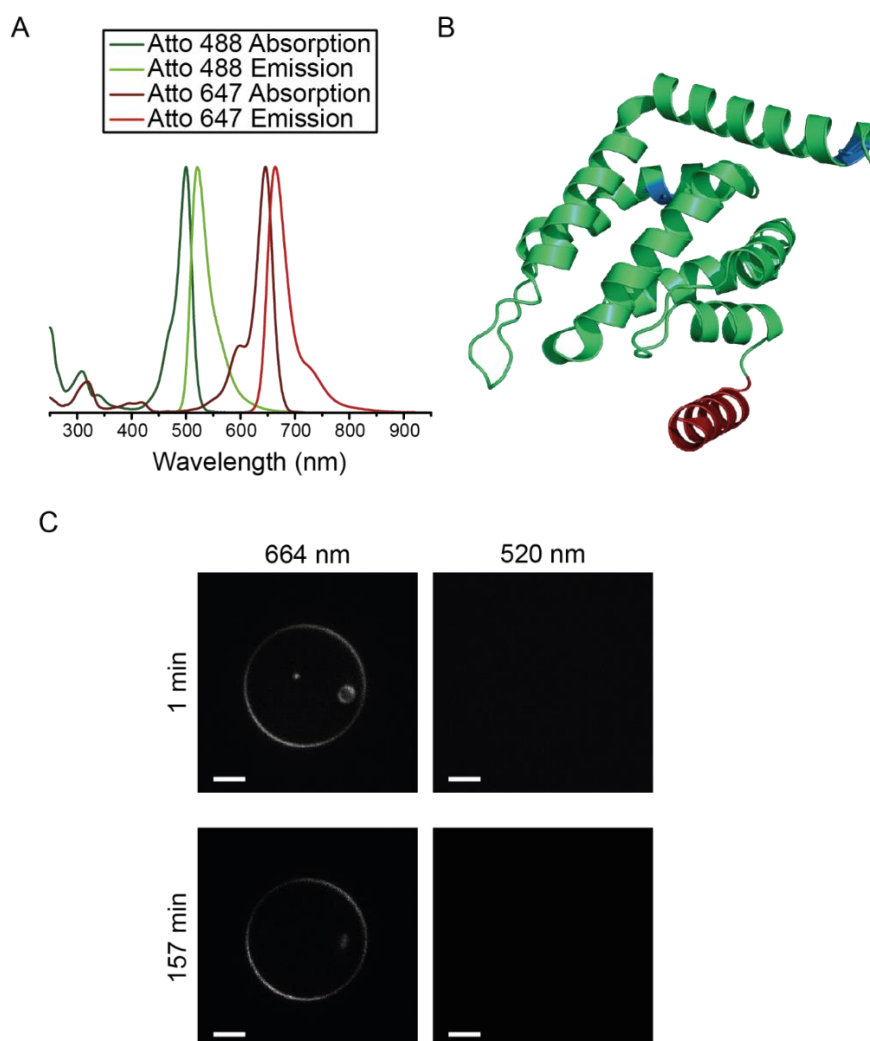 A
B
Atto 488 Absorption
Atto 488 Emission
Atto 647 Absorption
Atto 647 Emission
300 400 500 600 700 800 900
Wavelength (nm)
C
664 nm 520 nm
1 min
157 min